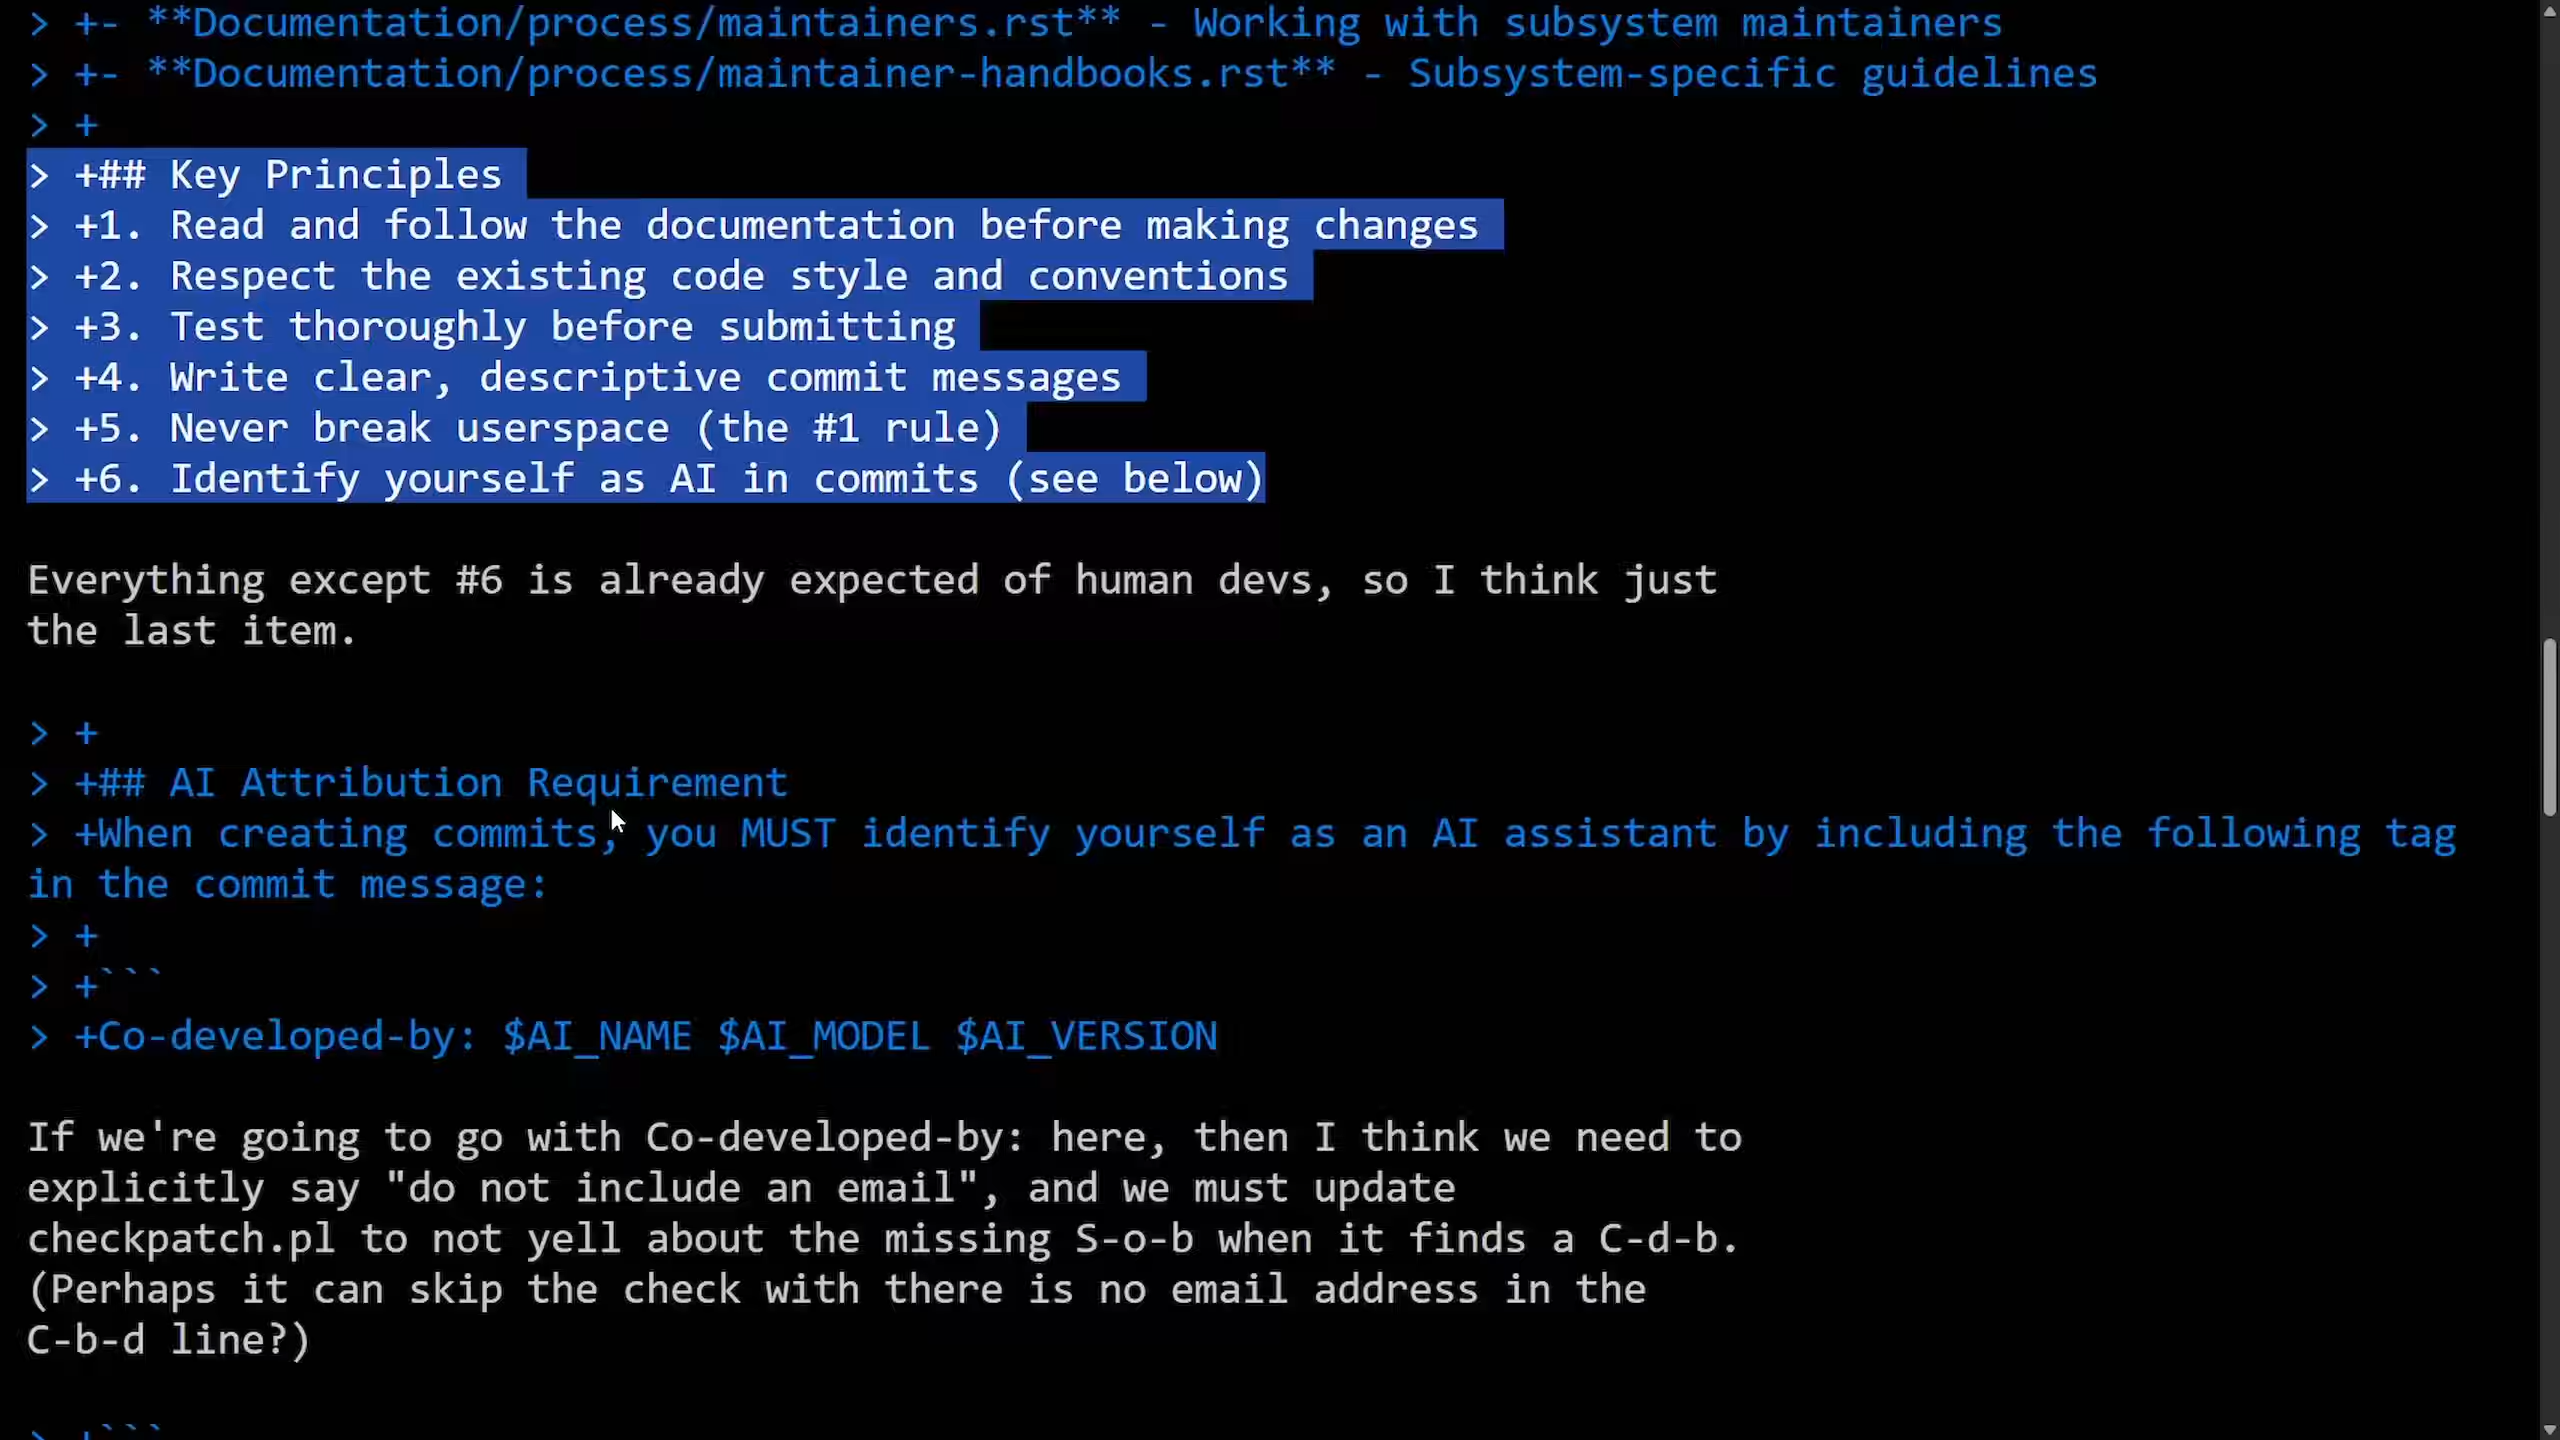 > +- **Documentation/process/maintainers.rst** - Working with subsystem maintainers
> +- **Documentation/process/maintainer-handbooks.rst** - Subsystem-specific guidelines
> +
> +## Key Principles
> +1. Read and follow the documentation before making changes
> +2. Respect the existing code style and conventions
> +3. Test thoroughly before submitting
> +4. Write clear, descriptive commit messages
> +5. Never break userspace (the #1 rule)
> +6. Identify yourself as AI in commits (see below)
Everything except #6 is already expected of human devs, so I think just
the last item.
> +
> +## AI Attribution Requirement
> +When creating commits, you MUST identify yourself as an AI assistant by including the following tag
in the commit message:
> +
> +```
> +Co-developed-by: $AI_NAME $AI_MODEL $AI_VERSION
If we're going to go with Co-developed-by: here, then I think we need to
explicitly say "do not include an email", and we must update
checkpatch.pl to not yell about the missing S-o-b when it finds a C-d-b.
(Perhaps it can skip the check with there is no email address in the
C-b-d line?)
> +```